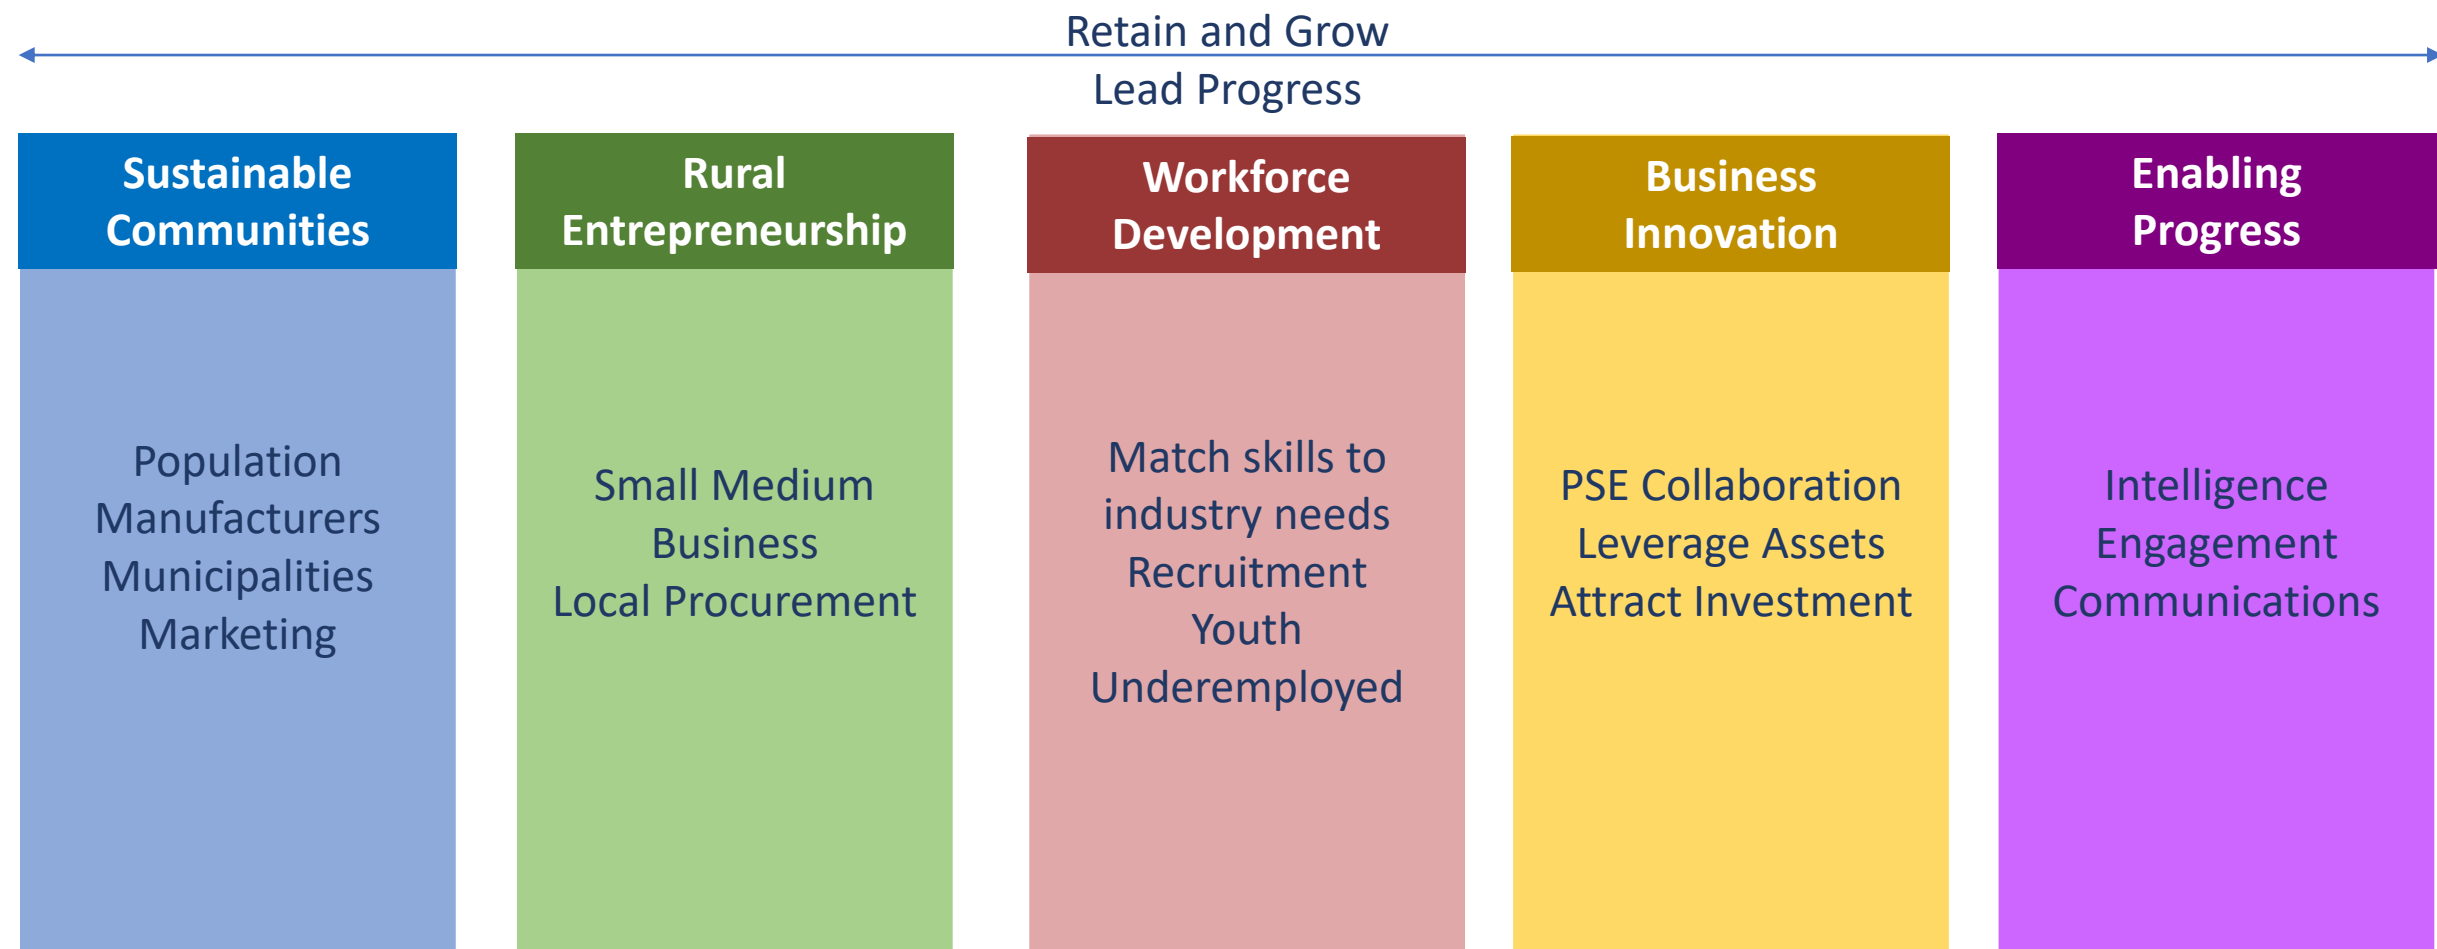 Retain and Grow
Lead Progress
Sustainable
Communities
Population
Manufacturers
Municipalities
Marketing
Rural
Entrepreneurship
Small Medium
Business
Local Procurement
Workforce
Development
Match skills to
industry needs
Recruitment
Youth
Underemployed
Business
Innovation
PSE Collaboration
Leverage Assets
Attract Investment
Enabling
Progress
Intelligence
Engagement
Communications